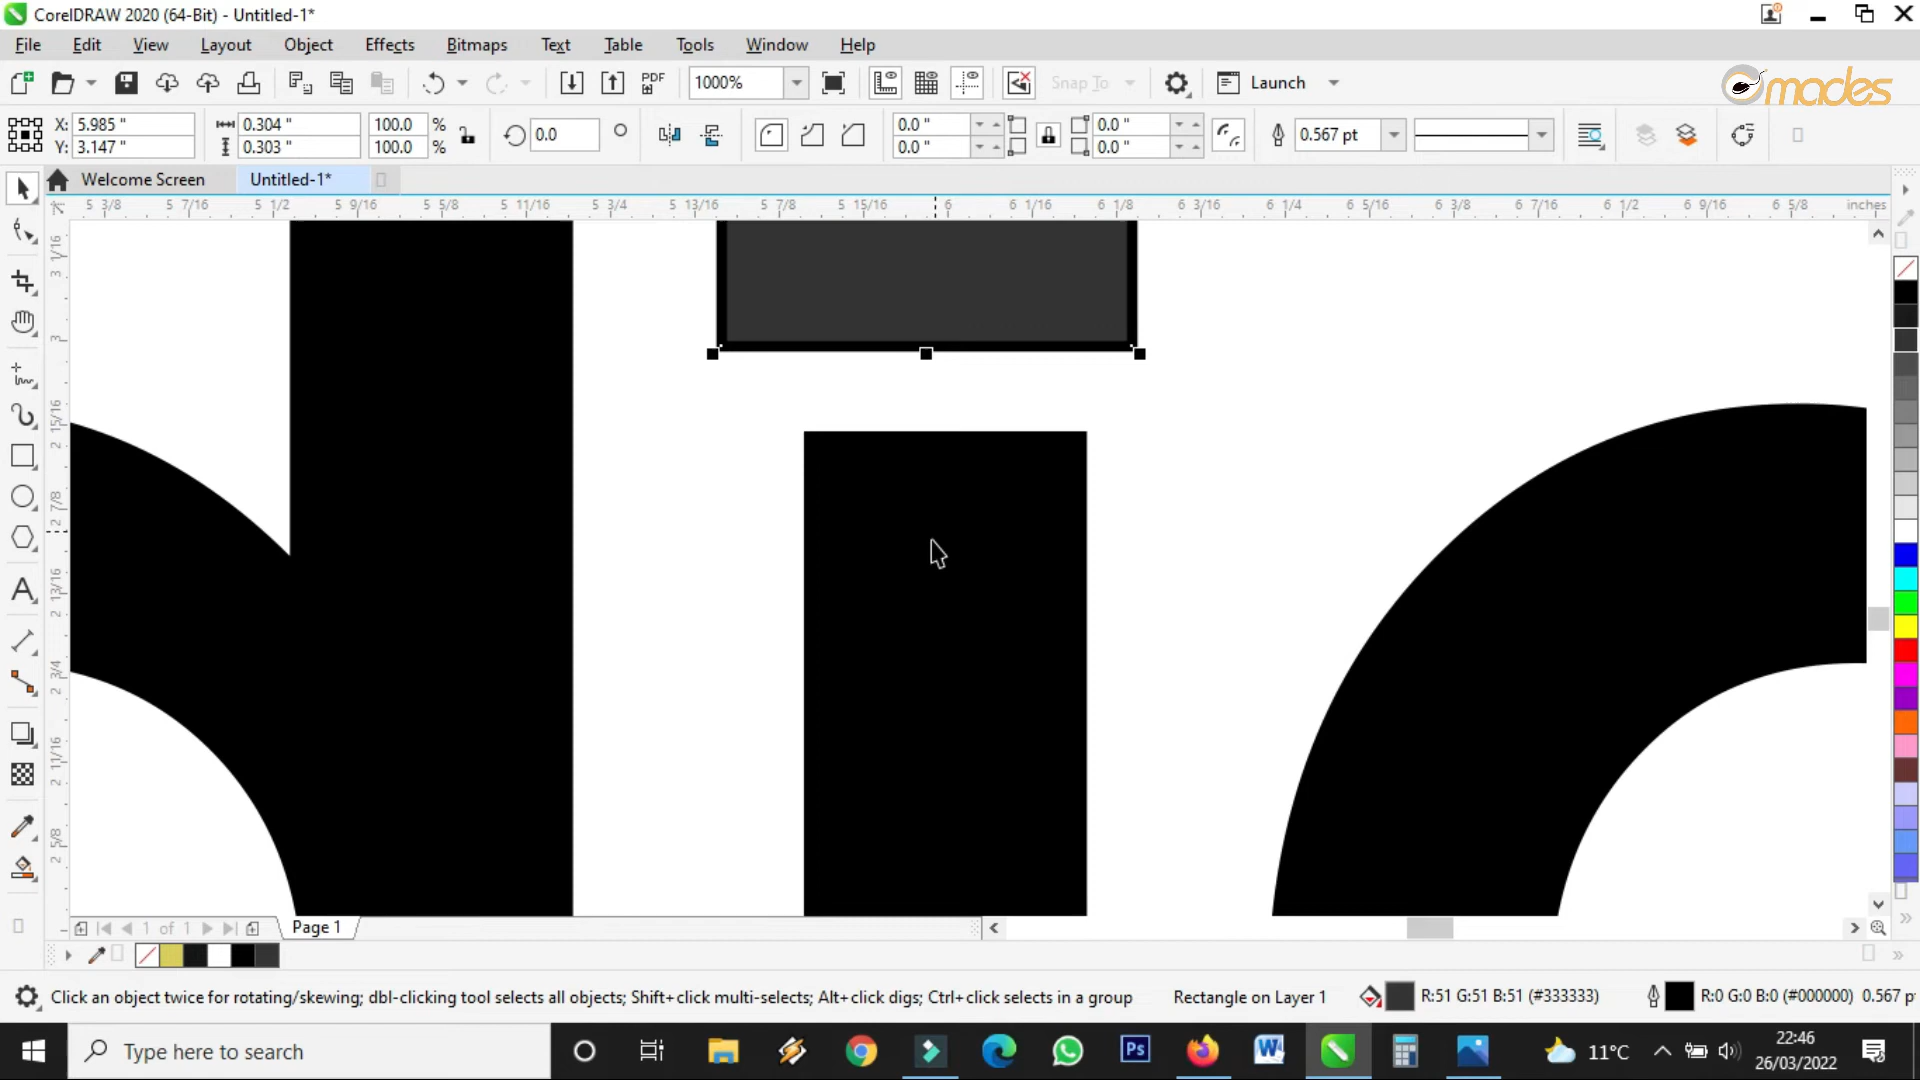 CorelDRAW 2020 (64-Bit) - Untitled-1*
File Edit View Layout Object Effects Bitmaps Text Table Tools Window Help
PDF 1000% Snap To Launch
Omades
X: 5.985 " 0.304 " 100.0 % 0.0 0.0 " 0.0 " 0.567 pt
Y: 3.147 " 0.303 " 100.0 % 0.0 " 0.0 "
Welcome Screen Untitled-1*
5 3/8 5 7/16 5 1/2 5 9/16 5 5/8 5 11/16 5 3/4 5 13/16 5 7/8 5 15/16 6 6 1/16 6 1/8 6 3/16 6 1/4 6 5/16 6 3/8 6 7/16 6 1/2 6 9/16 6 5/8 inches
3 1/16
3
2 15/16
2 7/8
2 13/16
2 3/4
2 11/16
2 5/8
A
1 of 1 Page 1
Click an object twice for rotating/skewing; dbl-clicking tool selects all objects; Shift+click multi-selects; Alt+click digs; Ctrl+click selects in a group Rectangle on Layer 1 R:51 G:51 B:51 (#333333) R:0 G:0 B:0 (#000000) 0.567 p
Type here to search Ps W 11°C 22:46
26/03/2022